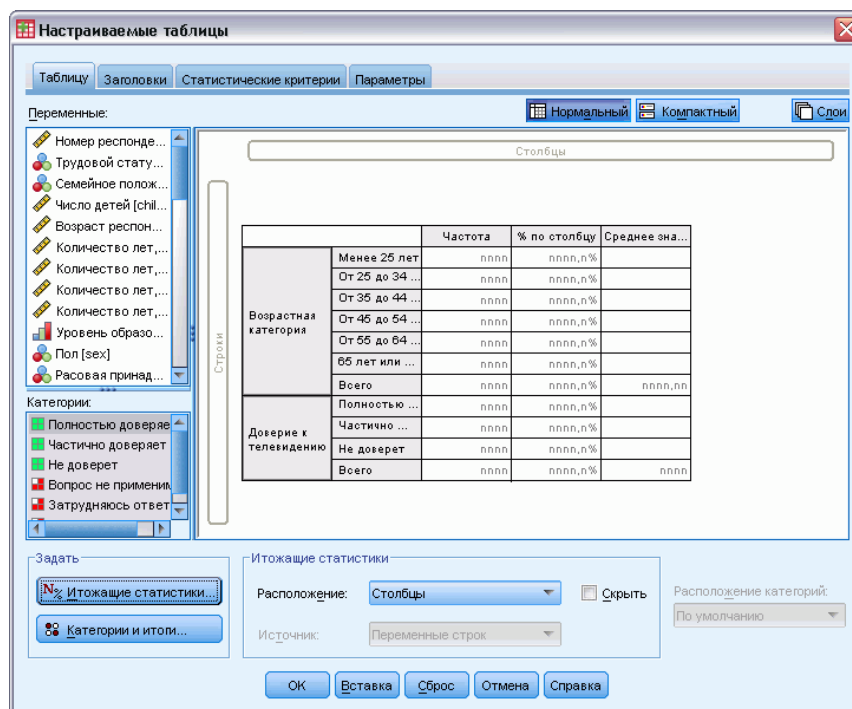 Настраиваемые таблицы
Таблицу Заголовки Статистические критерии Параметры
Переменные:
Нормальный Компактный Слои
Номер респонде...
Трудовой стату...
Семейное полож...
Число детей [chil...
Возраст респон...
Количество лет,...
Количество лет,...
Количество лет,...
Количество лет,...
Уровень образо...
Пол [sex]
Расовая принад...
Категории:
Полностью доверяе
Частично доверяет
Не доверет
Вопрос не применим
Затрудняюсь ответ
Столбцы
Строки
Частота % по столбцу Среднее зна...
Возрастная категория
Менее 25 лет nnnn nnnn,n%
От 25 до 34 ... nnnn nnnn,n%
От 35 до 44 ... nnnn nnnn,n%
От 45 до 54 ... nnnn nnnn,n%
От 55 до 64 ... nnnn nnnn,n%
65 лет или ... nnnn nnnn,n%
Всего nnnn nnnn,n% nnnn,nn
Доверие к телевидению
Полностью ... nnnn nnnn,n%
Частично ... nnnn nnnn,n%
Не доверет nnnn nnnn,n%
Всего nnnn nnnn,n% nnnn
Задать
N% Итожащие статистики...
Категории и итоги...
Итожащие статистики
Расположение: Столбцы Скрыть
Источник: Переменные строк
Расположение категорий:
По умолчанию
OK Вставка Сброс Отмена Справка